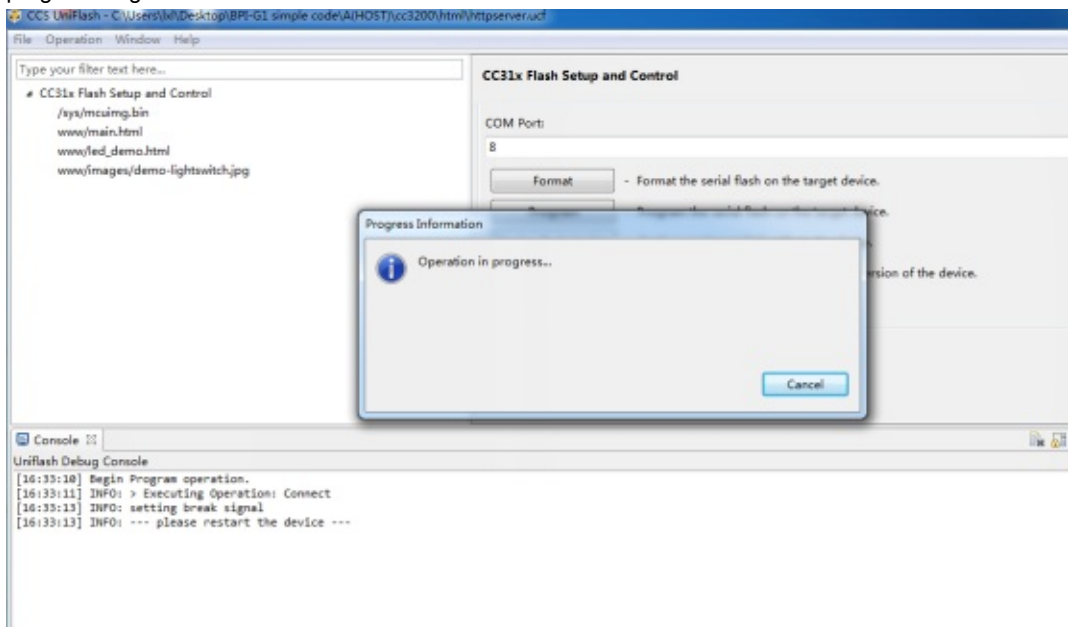 CCS UniFlash - C:\Users\lxl\Desktop\BPI-G1 simple code\A(HOST)\cc3200\html\httpserver.ucf
File Operation Window Help
Type your filter text here...
CC31x Flash Setup and Control
/sys/mcuimg.bin
www/main.html
www/led_demo.html
www/images/demo-lightswitch.jpg
CC31x Flash Setup and Control
COM Port:
8
Format - Format the serial flash on the target device.
Progress Information
Operation in progress...
ersion of the device.
Cancel
Console
Uniflash Debug Console
[16:33:10] Begin Program operation.
[16:33:11] INFO: > Executing Operation: Connect
[16:33:13] INFO: setting break signal
[16:33:13] INFO: --- please restart the device ---